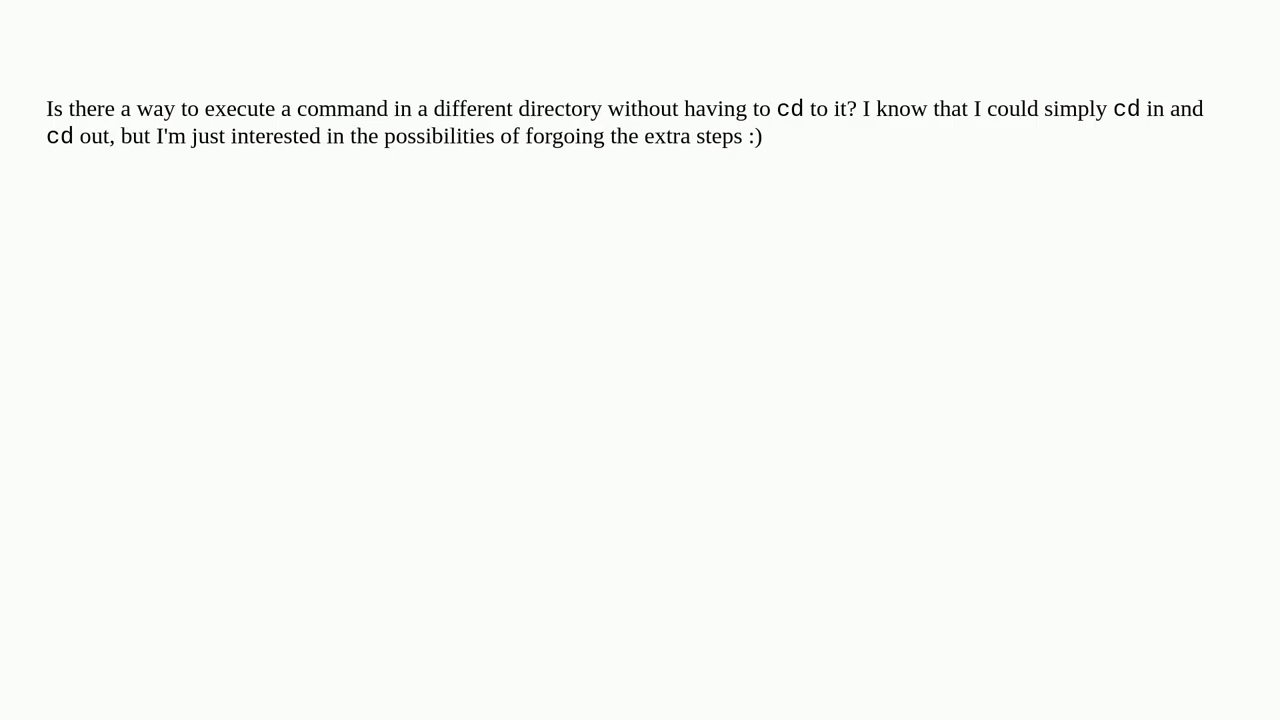 Is there a way to execute a command in a different directory without having to cd to it? I know that I could simply cd in and
cd out, but I'm just interested in the possibilities of forgoing the extra steps :)